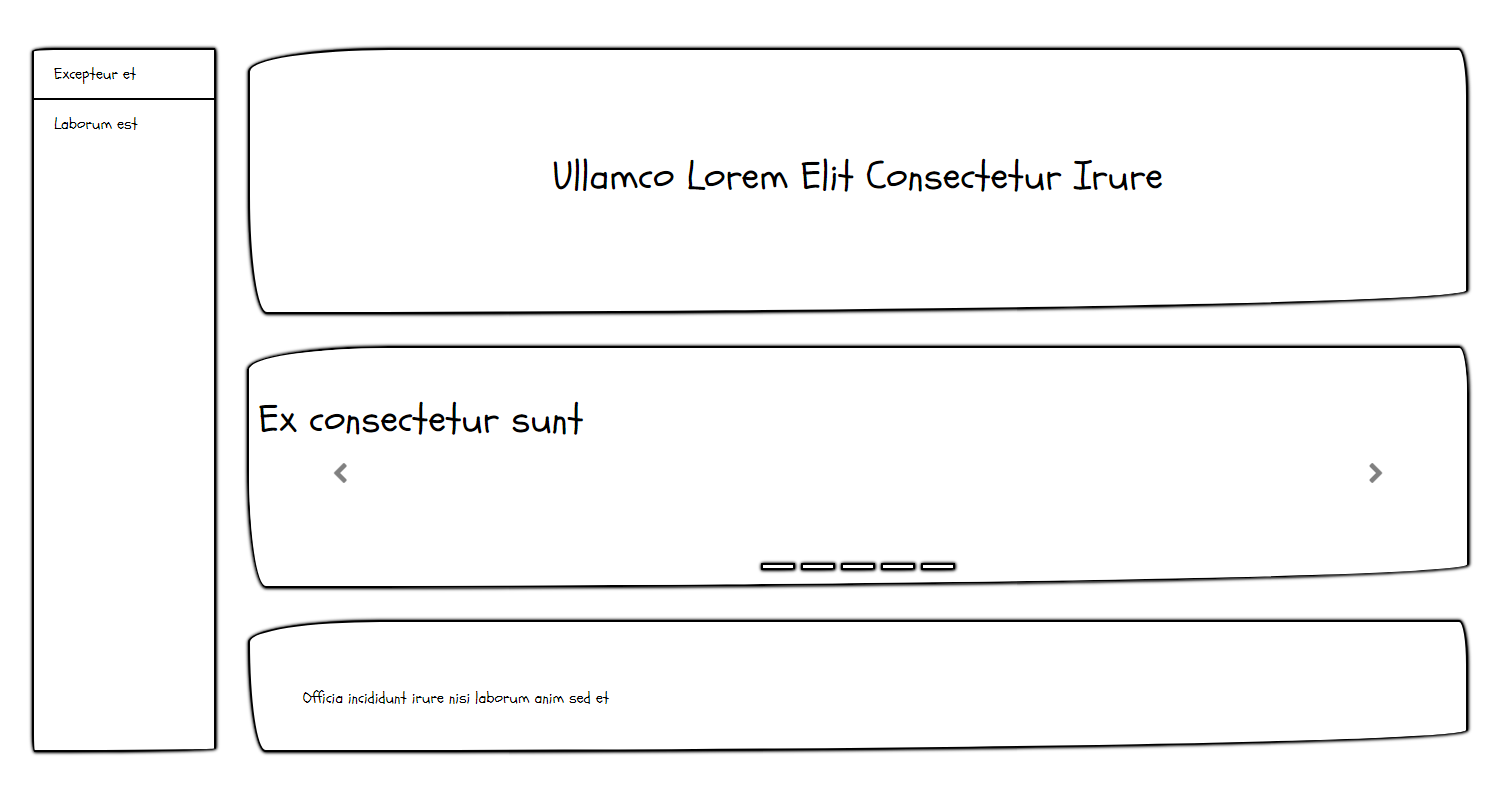 Excepteur et
Laborum est
Ullamco Lorem Elit Consectetur Irure
Ex consectetur sunt
Officia incididunt irure nisi laborum anim sed et